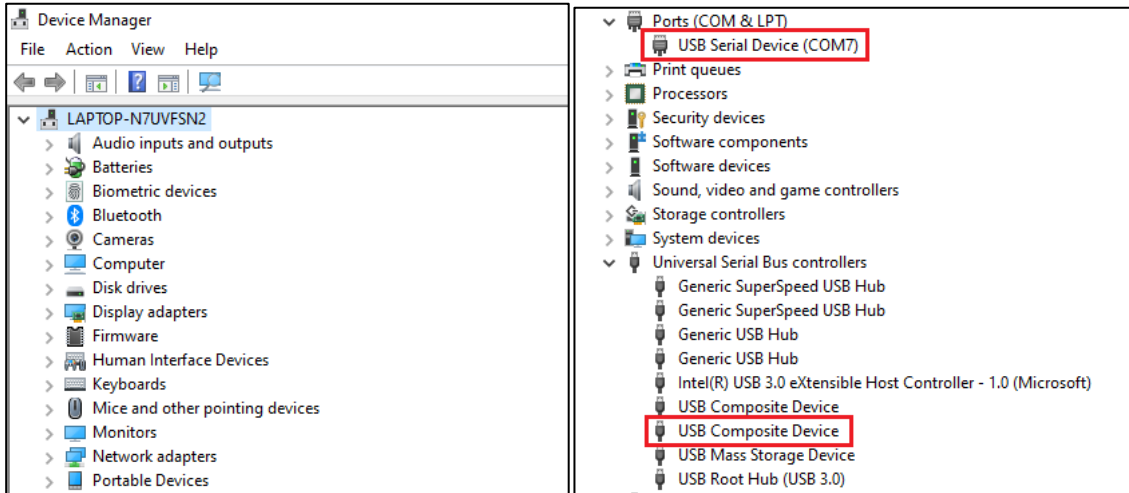 Device Manager
File Action View Help
LAPTOP-N7UVFSN2
Audio inputs and outputs
Batteries
Biometric devices
Bluetooth
Cameras
Computer
Disk drives
Display adapters
Firmware
Human Interface Devices
Keyboards
Mice and other pointing devices
Monitors
Network adapters
Portable Devices
Ports (COM & LPT)
USB Serial Device (COM7)
Print queues
Processors
Security devices
Software components
Software devices
Sound, video and game controllers
Storage controllers
System devices
Universal Serial Bus controllers
Generic SuperSpeed USB Hub
Generic SuperSpeed USB Hub
Generic USB Hub
Generic USB Hub
Intel(R) USB 3.0 eXtensible Host Controller - 1.0 (Microsoft)
USB Composite Device
USB Composite Device
USB Mass Storage Device
USB Root Hub (USB 3.0)